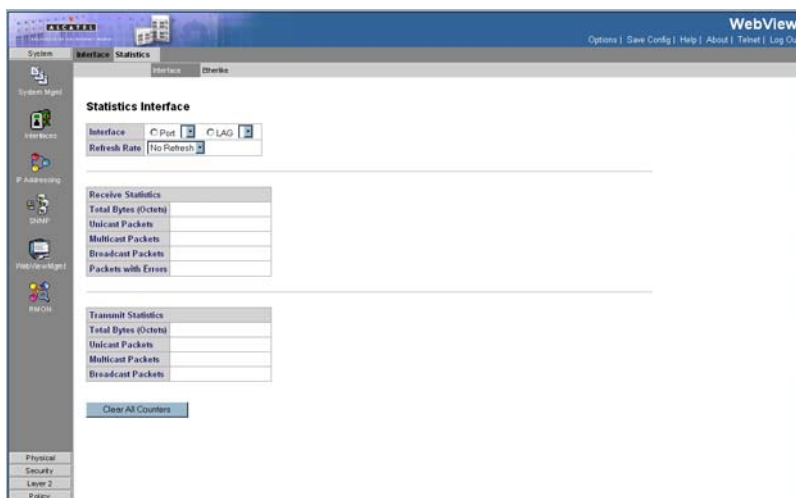 ALCATEL
WebView
Options | Save Config | Help | About | Telnet | Log Ou
System
Interface Statistics
Interface Etherlike
System Mgmt
Interfaces
IP Addressing
SNMP
WebViewMgmt
RMON
Statistics Interface
Interface Port LAG
Refresh Rate No Refresh
Receive Statistics
Total Bytes (Octets)
Unicast Packets
Multicast Packets
Broadcast Packets
Packets with Errors
Transmit Statistics
Total Bytes (Octets)
Unicast Packets
Multicast Packets
Broadcast Packets
Clear All Counters
Physical
Security
Layer 2
Policy